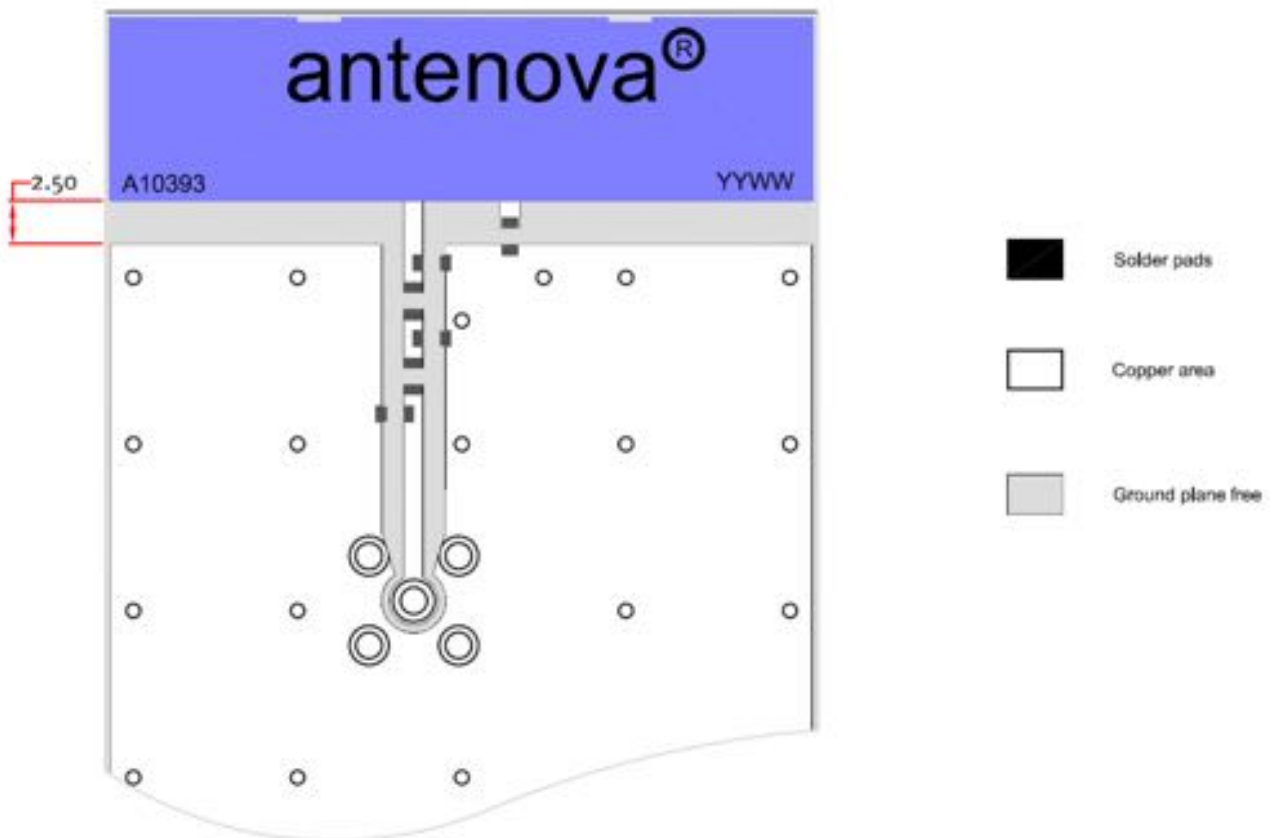 antenova®
2.50
A10393
YYWW
Solder pads
Copper area
Ground plane free